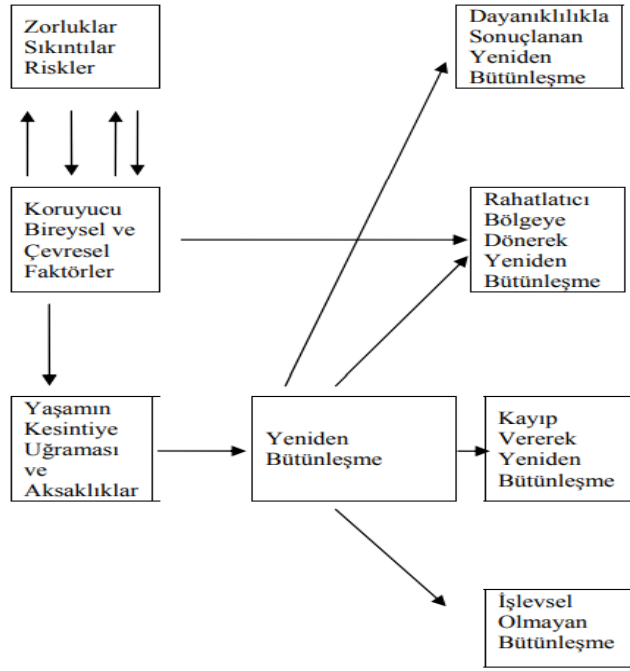 Zorluklar
Sıkıntılar
Riskler
Dayanıklılıkla
Sonuçlanan
Yeniden
Bütünleşme
Koruyucu
Bireysel ve
Çevresel
Faktörler
Rahatlatıcı
Bölgeye
Dönerek
Yeniden
Bütünleşme
Yaşamın
Kesintiye
Uğraması
ve
Aksaklıklar
Yeniden
Bütünleşme
Kayıp
Vererek
Yeniden
Bütünleşme
İşlevsel
Olmayan
Bütünleşme